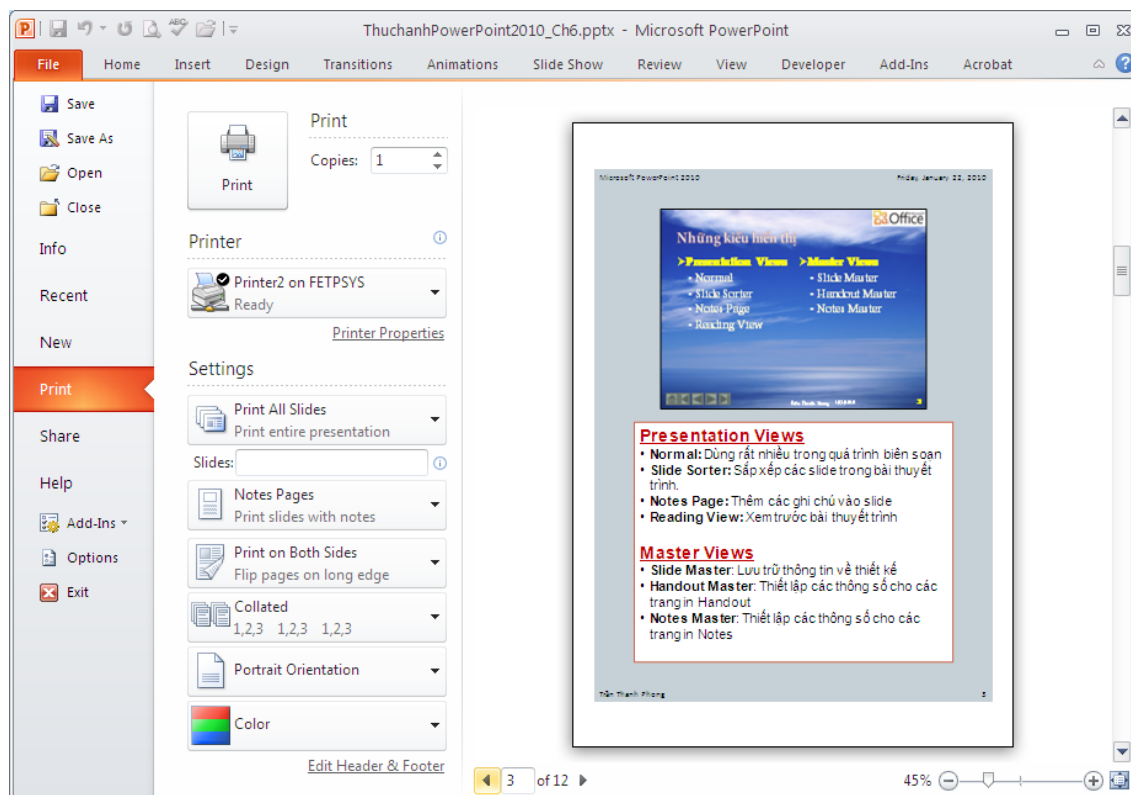 ThuchanhPowerPoint2010_Ch6.pptx - Microsoft PowerPoint
File Home Insert Design Transitions Animations Slide Show Review View Developer Add-Ins Acrobat
Save
Save As
Open
Close
Info
Recent
New
Print
Share
Help
Add-Ins
Options
Exit
Print
Print
Copies: 1
Printer
Printer2 on FETPSYS
Ready
Printer Properties
Settings
Print All Slides
Print entire presentation
Slides:
Notes Pages
Print slides with notes
Print on Both Sides
Flip pages on long edge
Collated
1,2,3 1,2,3 1,2,3
Portrait Orientation
Color
Edit Header & Footer
Microsoft PowerPoint 2010 Friday, January 22, 2010
Office
Những kiểu hiển thị
➢Presentation Views ➢Master Views
• Normal • Slide Master
• Slide Sorter • Handout Master
• Notes Page • Notes Master
• Reading View
3
Presentation Views
• Normal: Dùng rất nhiều trong quá trình biên soạn
• Slide Sorter: Sắp xếp các slide trong bài thuyết
trình.
• Notes Page: Thêm các ghi chú vào slide
• Reading View: Xem trước bài thuyết trình
Master Views
• Slide Master: Lưu trữ thông tin về thiết kế
• Handout Master: Thiết lập các thông số cho các
trang in Handout
• Notes Master: Thiết lập các thông số cho các
trang in Notes
Trần Thanh Phong
3 of 12
45%